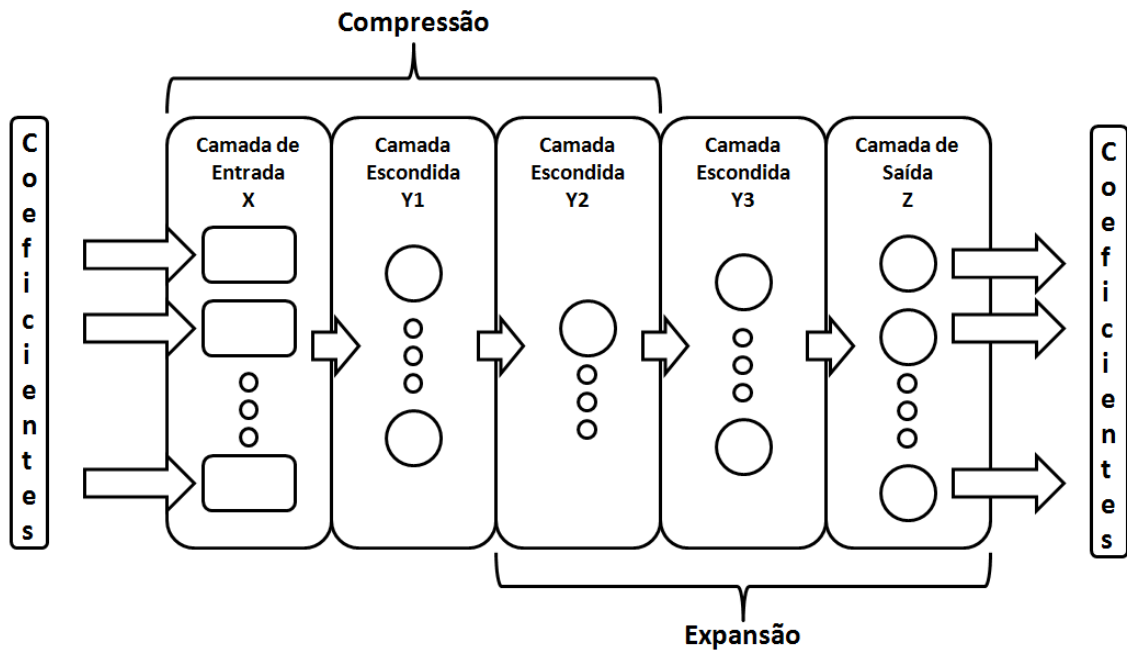 Compressão
Coeficientes
Camada de
Entrada
X
Camada
Escondida
Y1
Camada
Escondida
Y2
Camada
Escondida
Y3
Camada de
Saída
Z
Coeficientes
Expansão